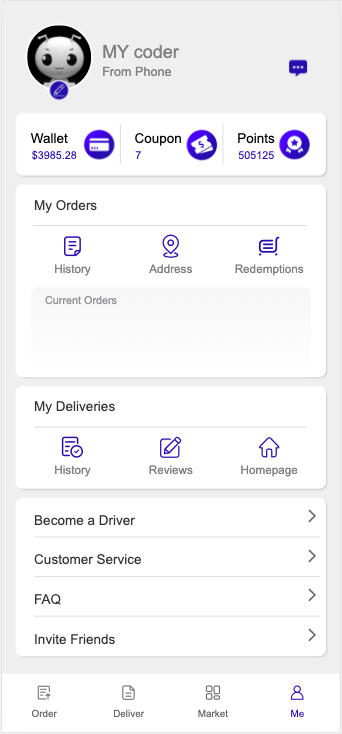 MY coder
From Phone
Wallet
$3985.28
Coupon
7
Points
505125
My Orders
History
Address
Redemptions
Current Orders
My Deliveries
History
Reviews
Homepage
Become a Driver
Customer Service
FAQ
Invite Friends
Order
Deliver
Market
Me